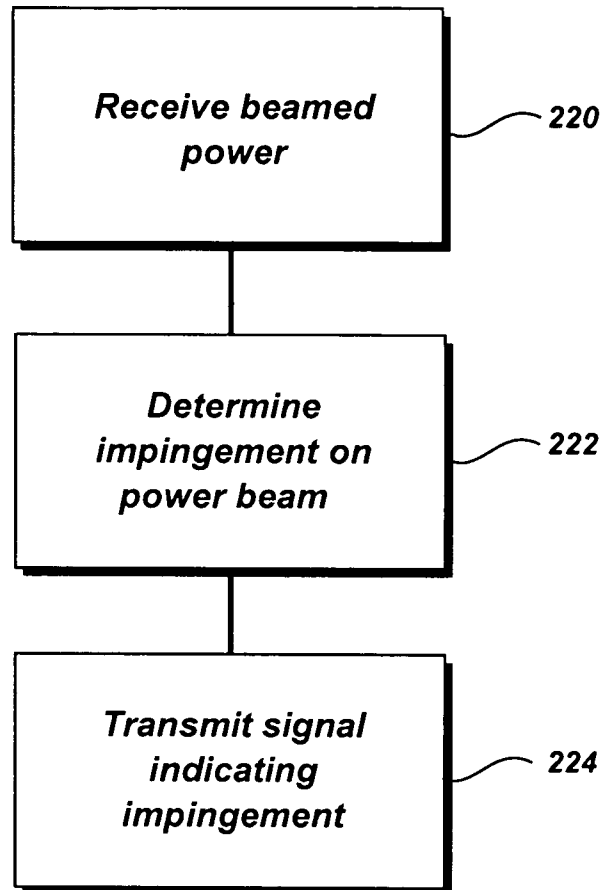 Receive beamed
power
220
Determine
impingement on
power beam
222
Transmit signal
indicating
impingement
224